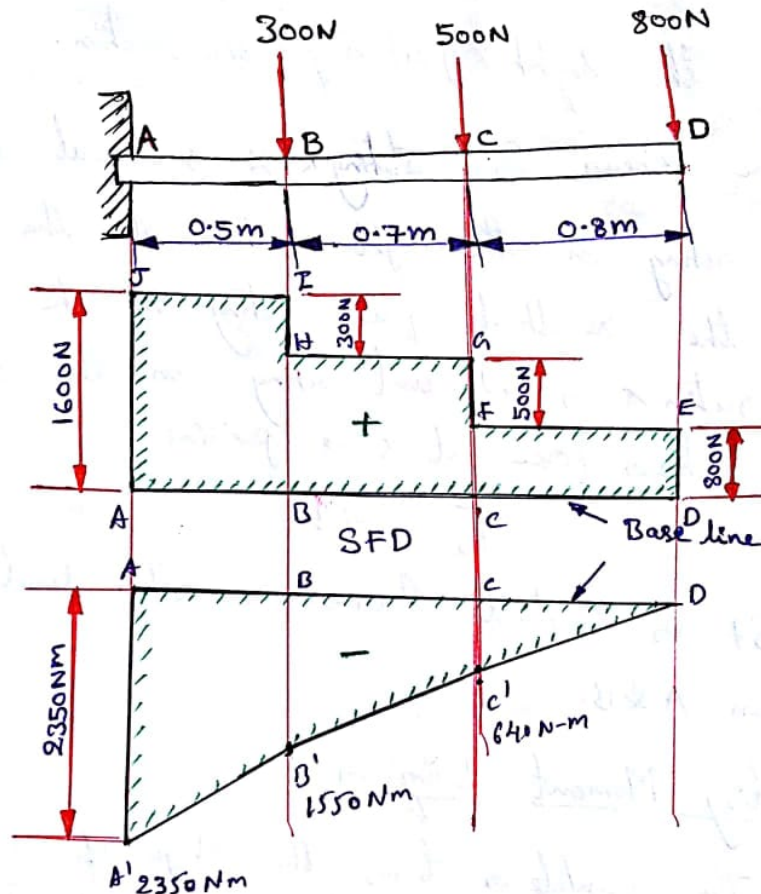 300N 500N 800N
A B C D
0.5m 0.7m 0.8m
J I
300N
H G
1600N
500N
+ F E
800N
A B C D
SFD Base line
A B C D
-
2350NM
C'
640N-m
B'
1550Nm
A' 2350Nm